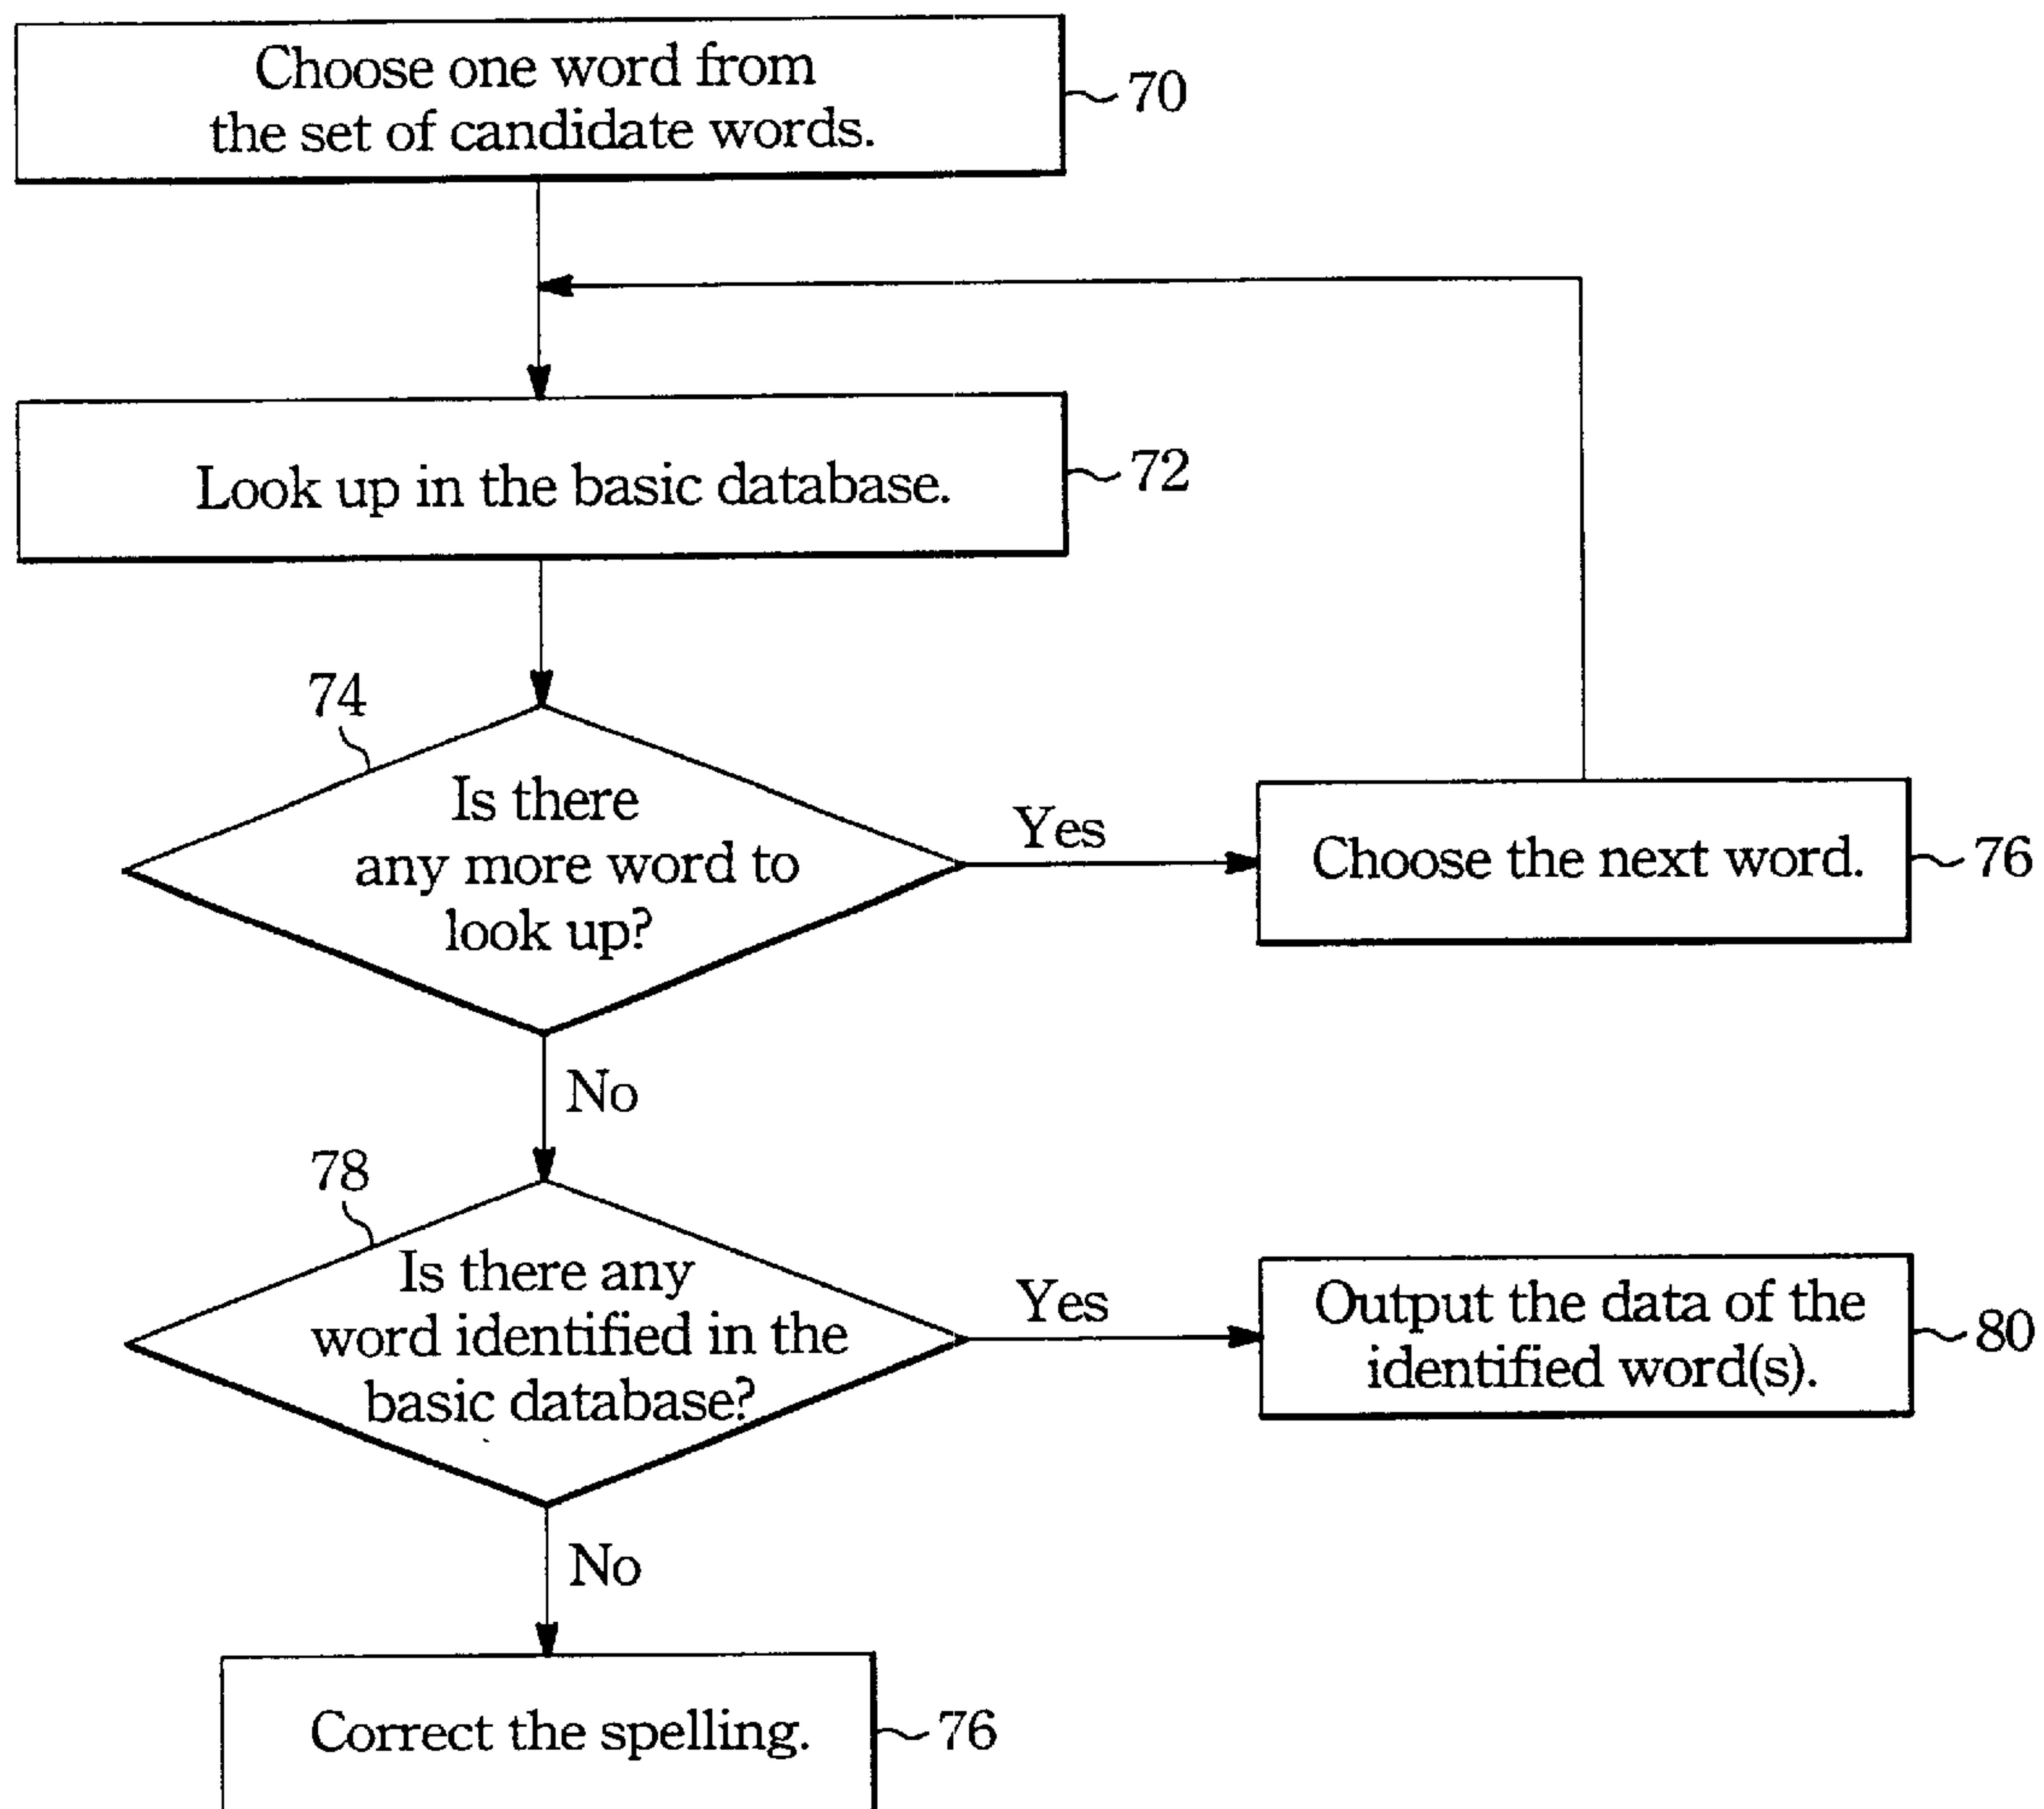 Choose one word from
the set of candidate words.
70
Look up in the basic database.
72
74
Is there
any more word to
look up?
Yes
Choose the next word.
76
No
78
Is there any
word identified in the
basic database?
Yes
Output the data of the
identified word(s).
80
No
Correct the spelling.
76